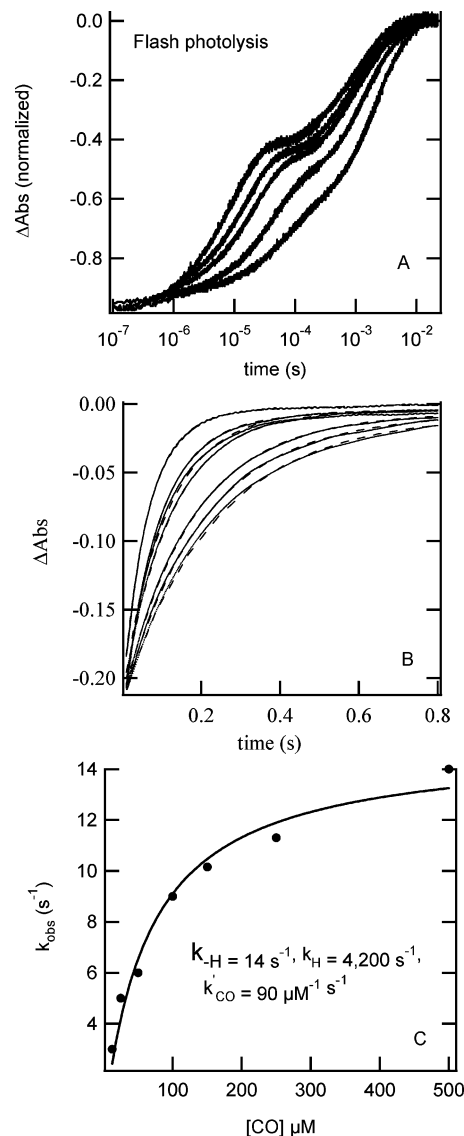 Flash photolysis
0.0
-0.2
-0.4
-0.6
-0.8
ΔAbs (normalized)
A
10⁻⁷ 10⁻⁶ 10⁻⁵ 10⁻⁴ 10⁻³ 10⁻²
time (s)
0.00
-0.05
-0.10
-0.15
-0.20
ΔAbs
B
0.2 0.4 0.6 0.8
time (s)
14
12
10
8
6
4
k_obs (s⁻¹)
k_-H = 14 s⁻¹, k_H = 4,200 s⁻¹,
k'_CO = 90 μM⁻¹ s⁻¹
C
100 200 300 400 500
[CO] μM